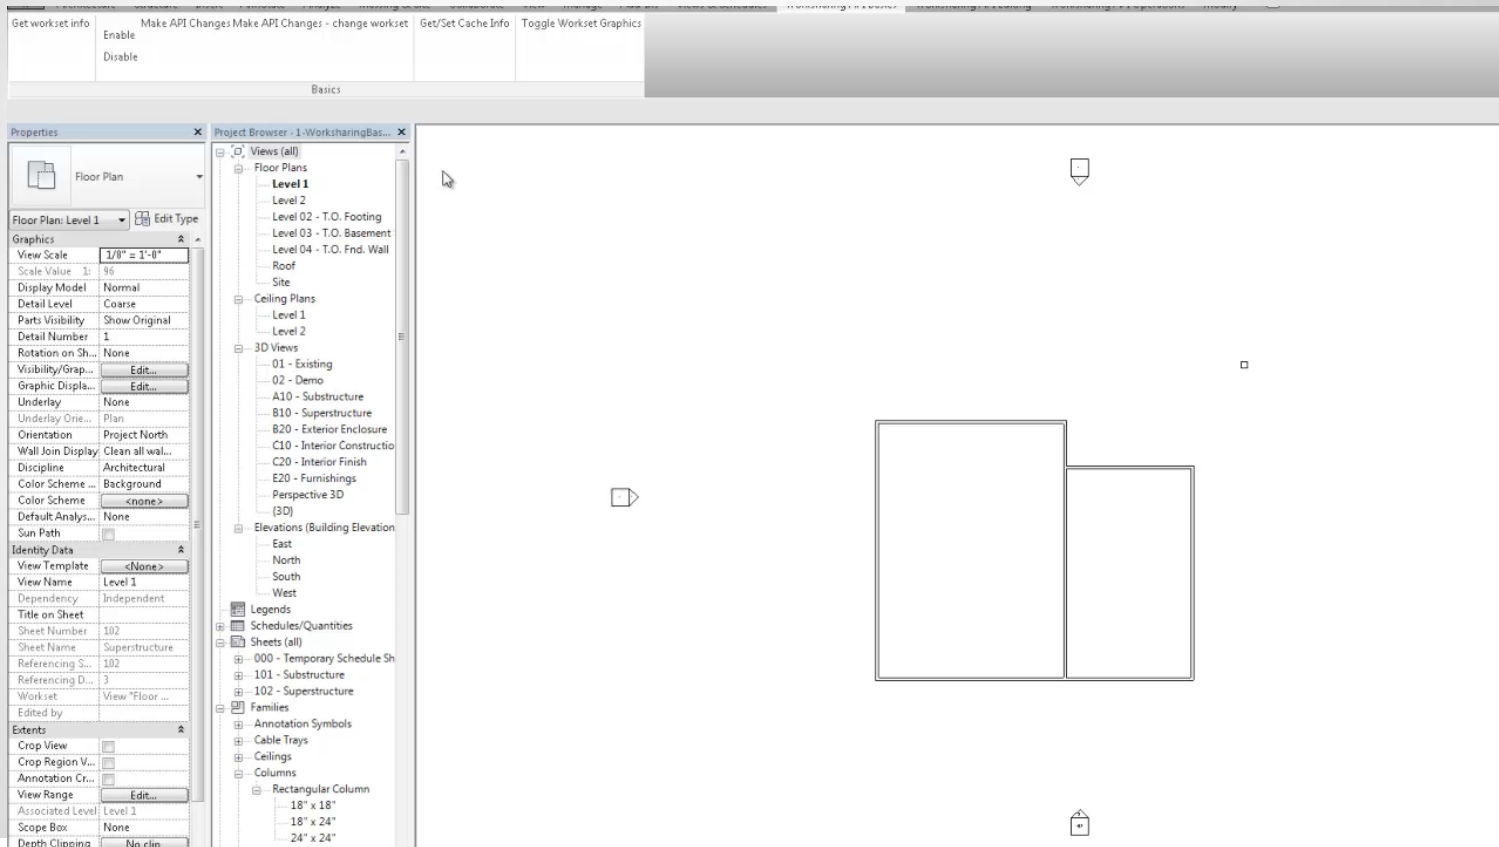 Get workset info
Enable
Disable
Make API Changes
Make API Changes - change workset
Get/Set Cache Info
Toggle Workset Graphics
Basics
Properties
Floor Plan
Floor Plan: Level 1
Edit Type
Graphics
View Scale 1/8" = 1'-0"
Scale Value 1: 96
Display Model Normal
Detail Level Coarse
Parts Visibility Show Original
Detail Number 1
Rotation on Sh... None
Visibility/Grap... Edit...
Graphic Displa... Edit...
Underlay None
Underlay Orie... Plan
Orientation Project North
Wall Join Display Clean all wal...
Discipline Architectural
Color Scheme ... Background
Color Scheme <none>
Default Analys... None
Sun Path
Identity Data
View Template <None>
View Name Level 1
Dependency Independent
Title on Sheet
Sheet Number 102
Sheet Name Superstructure
Referencing S... 102
Referencing D... 3
Workset View "Floor ...
Edited by
Extents
Crop View
Crop Region V...
Annotation Cr...
View Range Edit...
Associated Level Level 1
Scope Box None
Depth Clipping No clip
Project Browser - 1-WorksharingBas...
Views (all)
Floor Plans
Level 1
Level 2
Level 02 - T.O. Footing
Level 03 - T.O. Basement
Level 04 - T.O. Fnd. Wall
Roof
Site
Ceiling Plans
Level 1
Level 2
3D Views
01 - Existing
02 - Demo
A10 - Substructure
B10 - Superstructure
B20 - Exterior Enclosure
C10 - Interior Constructio
C20 - Interior Finish
E20 - Furnishings
Perspective 3D
{3D}
Elevations (Building Elevation
East
North
South
West
Legends
Schedules/Quantities
Sheets (all)
000 - Temporary Schedule Sh
101 - Substructure
102 - Superstructure
Families
Annotation Symbols
Cable Trays
Ceilings
Columns
Rectangular Column
18" x 18"
18" x 24"
24" x 24"